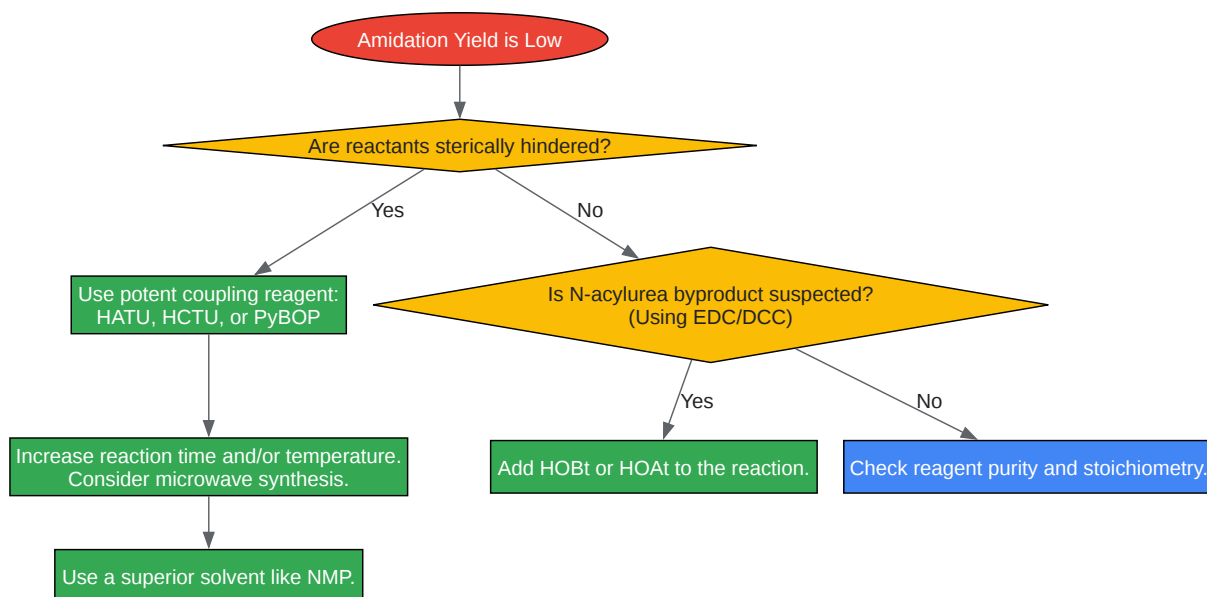 Amidation Yield is Low
Are reactants sterically hindered?
Yes
No
Use potent coupling reagent:
HATU, HCTU, or PyBOP
Is N-acylurea byproduct suspected?
(Using EDC/DCC)
Yes
No
Increase reaction time and/or temperature.
Consider microwave synthesis.
Add HOBt or HOAt to the reaction.
Check reagent purity and stoichiometry.
Use a superior solvent like NMP.